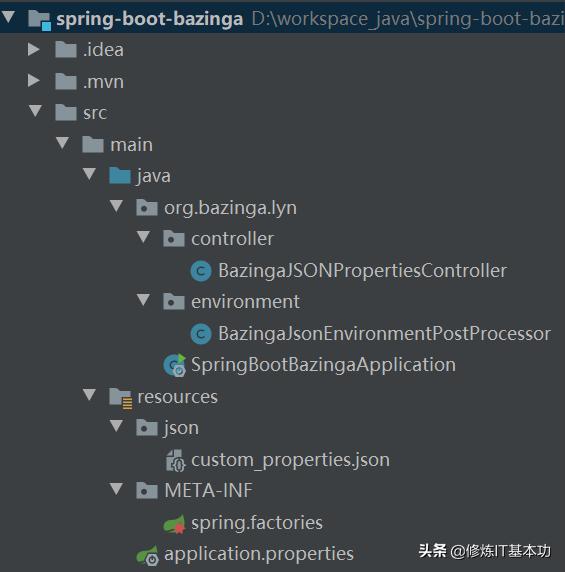 spring-boot-bazinga D:\workspace_java\spring-boot-bazi
.idea
.mvn
src
main
java
org.bazinga.lyn
controller
BazingaJSONPropertiesController
environment
BazingaJsonEnvironmentPostProcessor
SpringBootBazingaApplication
resources
json
custom_properties.json
META-INF
spring.factories
application.properties
头条 @修炼IT基本功